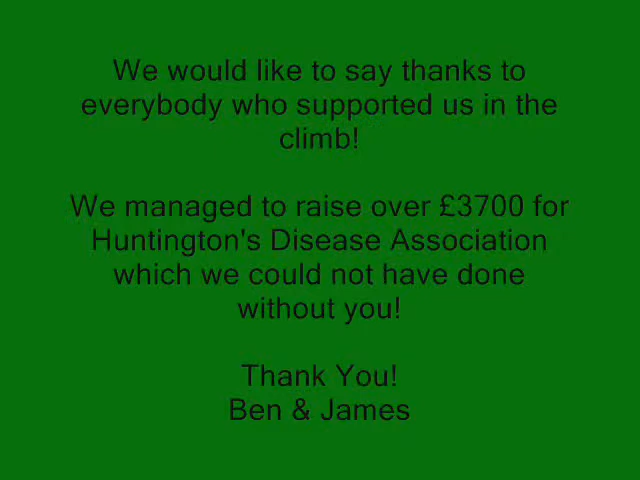 We would like to say thanks to
everybody who supported us in the
climb!
We managed to raise over £3700 for
Huntington's Disease Association
which we could not have done
without you!
Thank You!
Ben & James